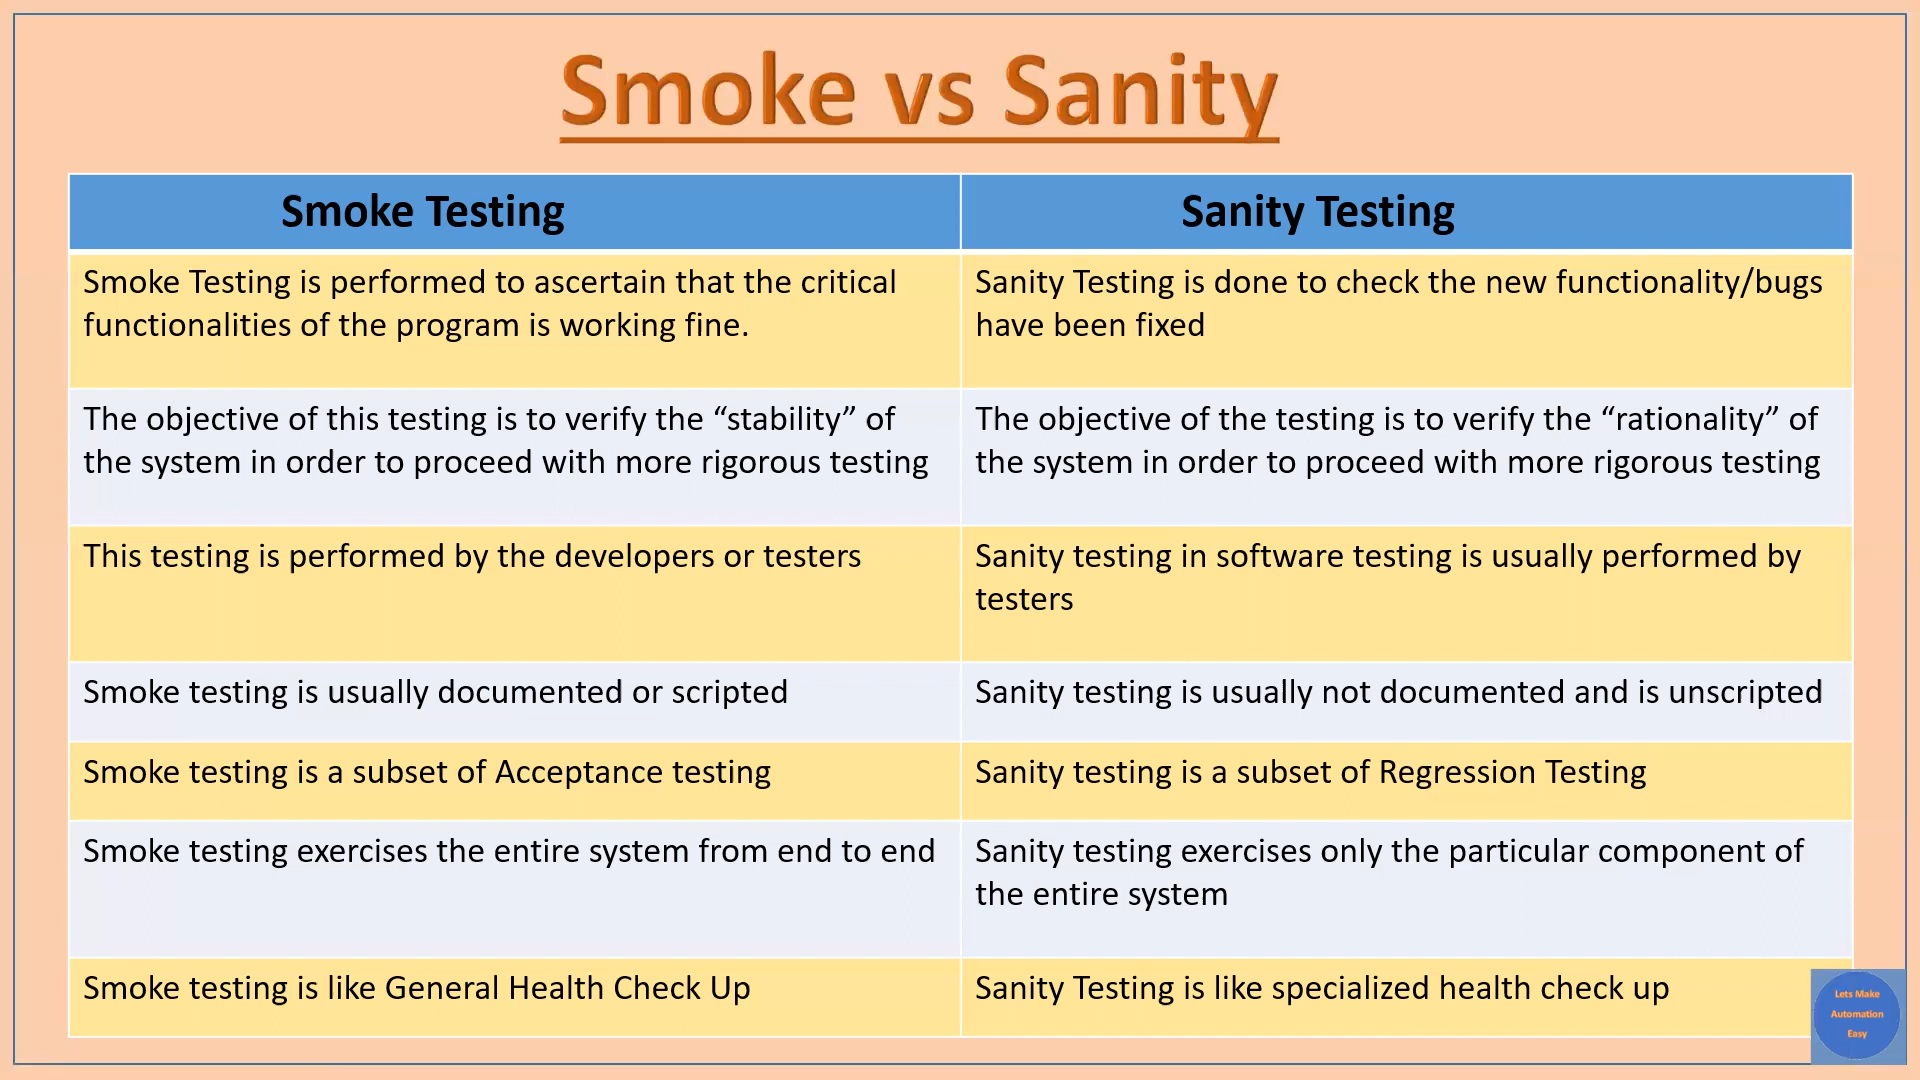 Smoke vs Sanity
Smoke Testing
Sanity Testing
Smoke Testing is performed to ascertain that the critical
functionalities of the program is working fine.
Sanity Testing is done to check the new functionality/bugs
have been fixed
The objective of this testing is to verify the “stability” of
the system in order to proceed with more rigorous testing
The objective of the testing is to verify the “rationality” of
the system in order to proceed with more rigorous testing
This testing is performed by the developers or testers
Sanity testing in software testing is usually performed by
testers
Smoke testing is usually documented or scripted
Sanity testing is usually not documented and is unscripted
Smoke testing is a subset of Acceptance testing
Sanity testing is a subset of Regression Testing
Smoke testing exercises the entire system from end to end
Sanity testing exercises only the particular component of
the entire system
Smoke testing is like General Health Check Up
Sanity Testing is like specialized health check up
Lets Make
Automation
Easy